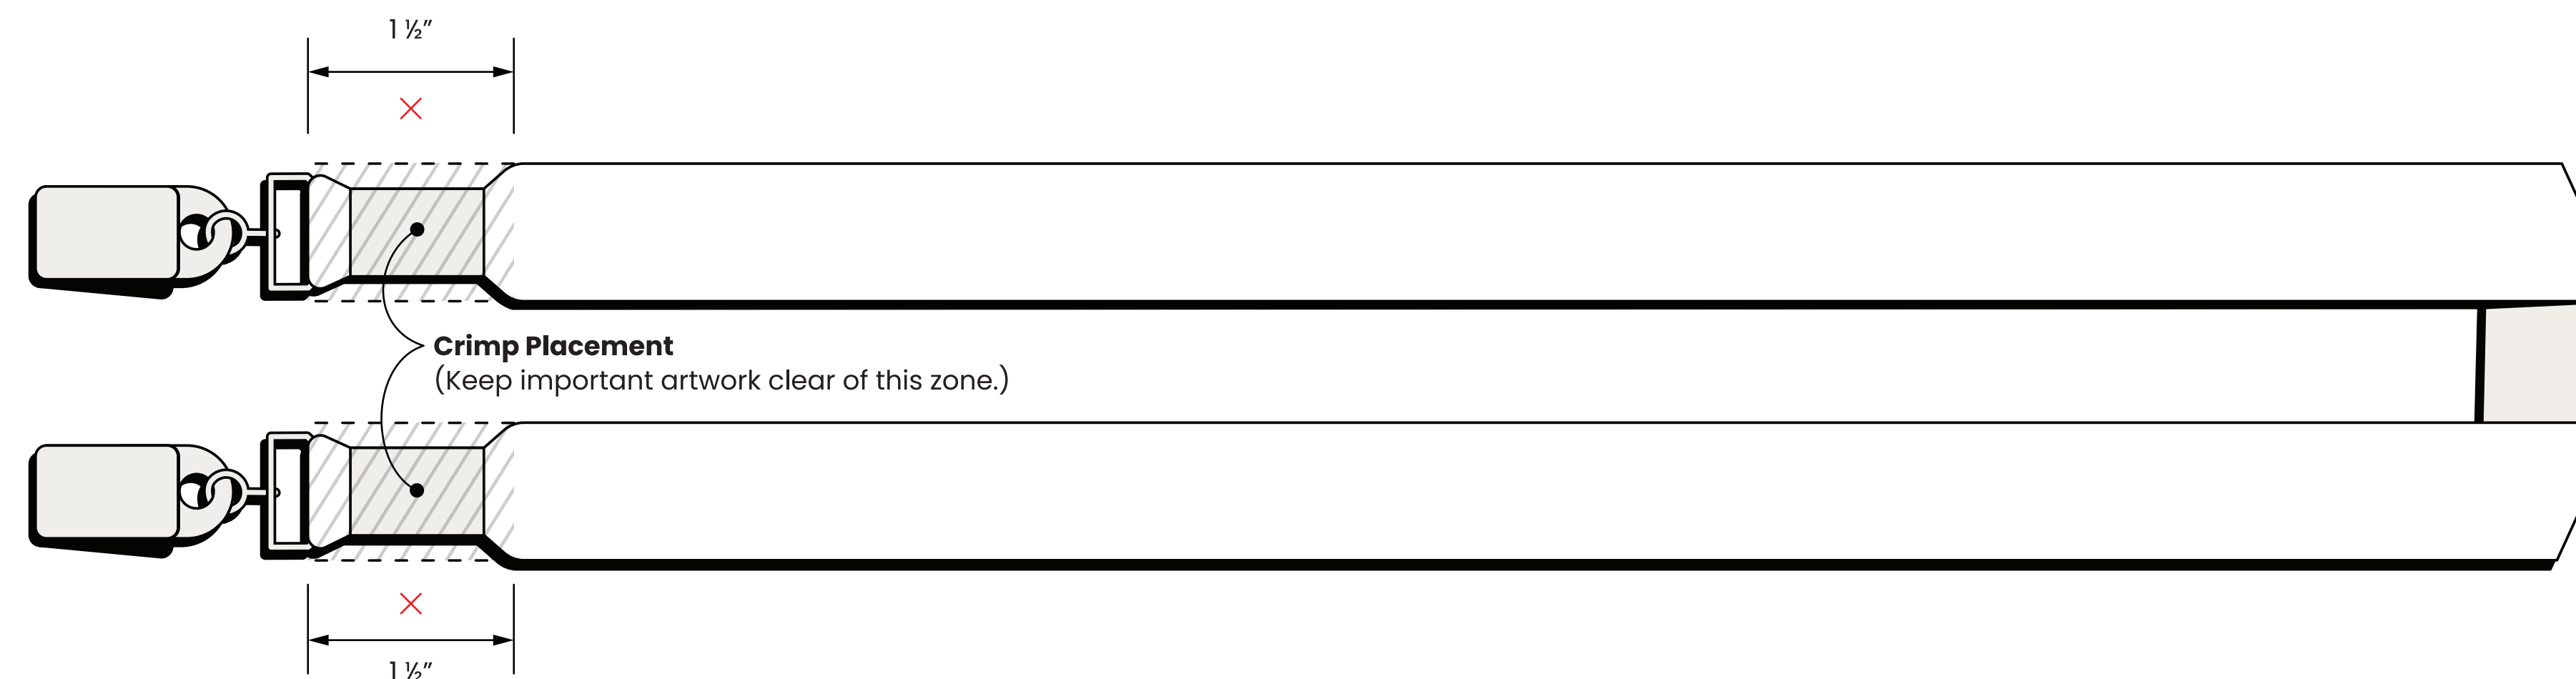 1 ½”
Crimp Placement
(Keep important artwork clear of this zone.)
1 ½”